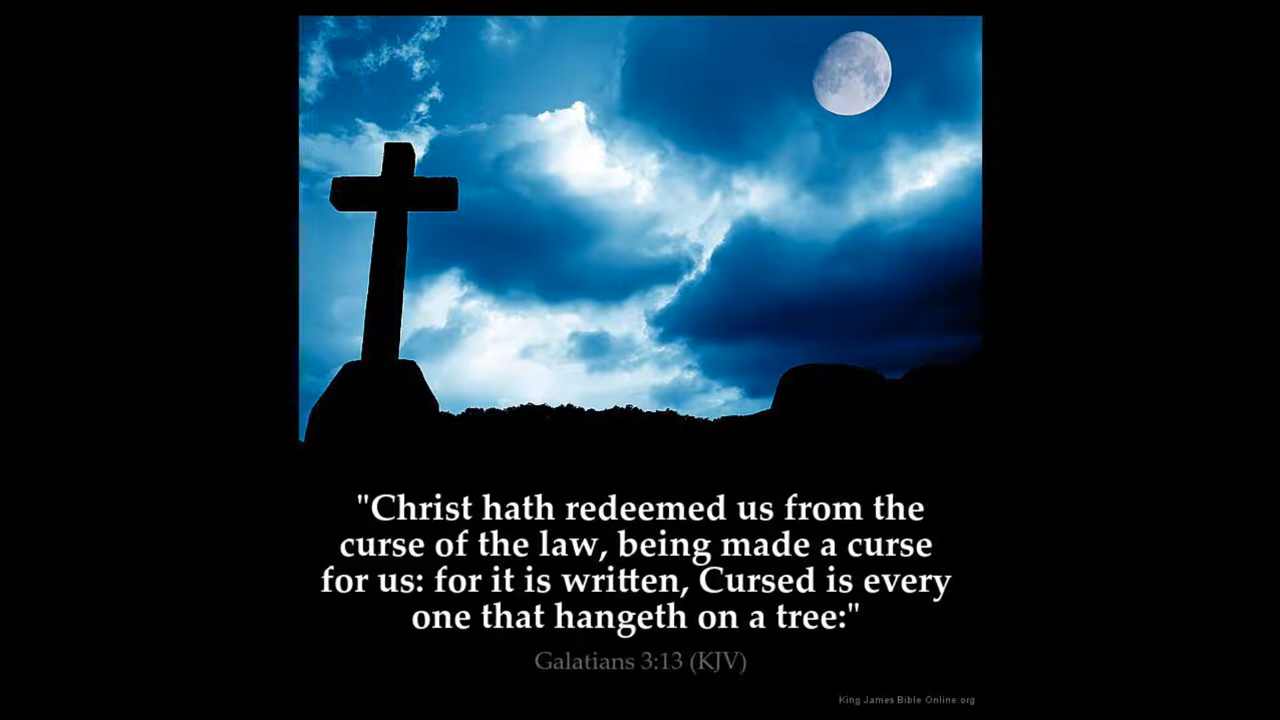 "Christ hath redeemed us from the
curse of the law, being made a curse
for us: for it is written, Cursed is every
one that hangeth on a tree:"
Galatians 3:13 (KJV)
King James Bible Online.org